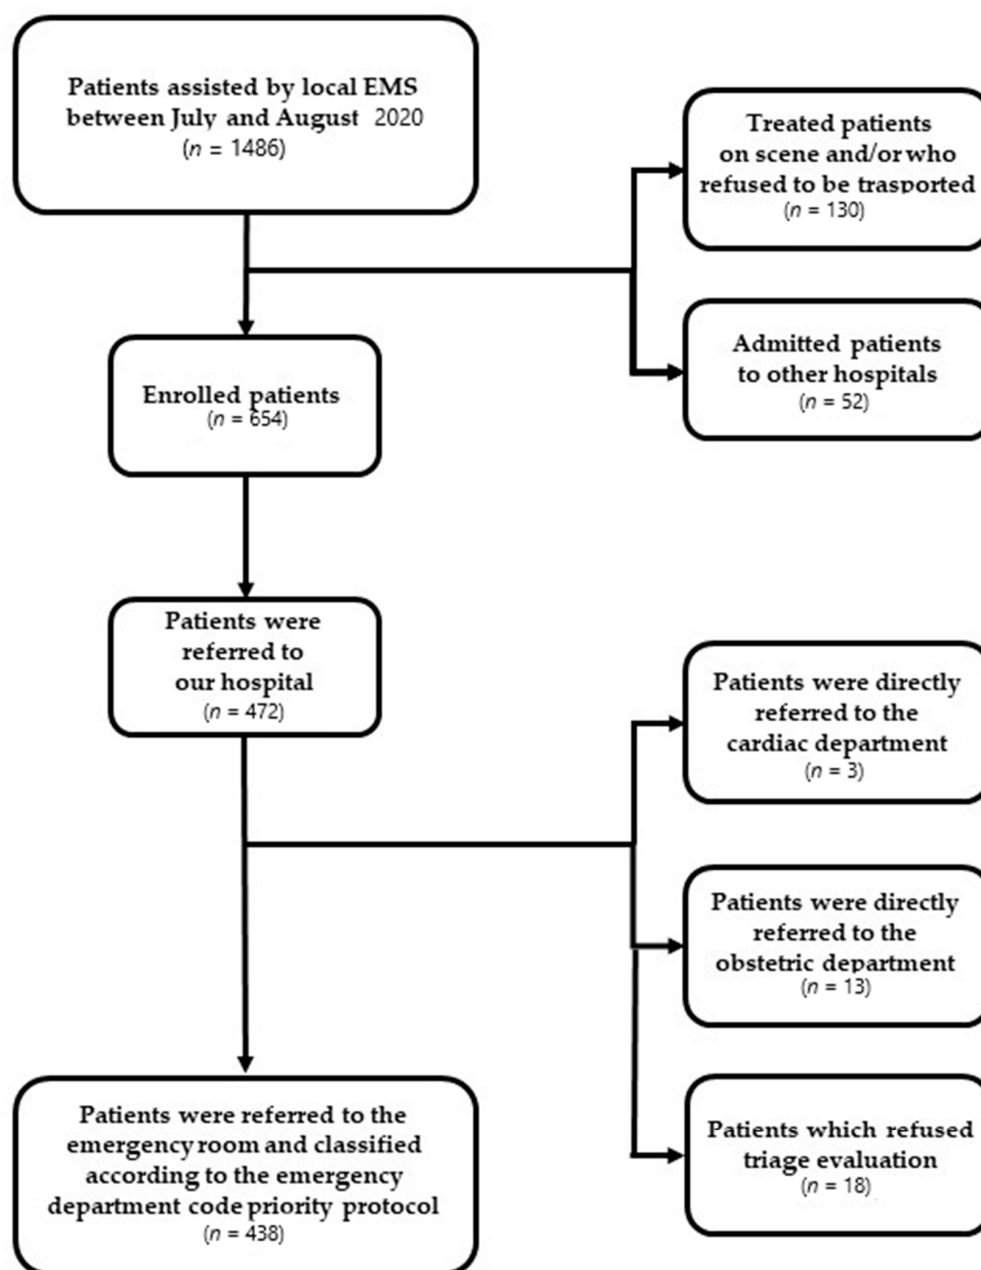 Patients assisted by local EMS
between July and August 2020
(n = 1486)
Treated patients
on scene and/or who
refused to be trasported
(n = 130)
Admitted patients
to other hospitals
(n = 52)
Enrolled patients
(n = 654)
Patients were
referred to
our hospital
(n = 472)
Patients were directly
referred to the
cardiac department
(n = 3)
Patients were directly
referred to the
obstetric department
(n = 13)
Patients which refused
triage evaluation
(n = 18)
Patients were referred to the
emergency room and classified
according to the emergency
department code priority protocol
(n = 438)